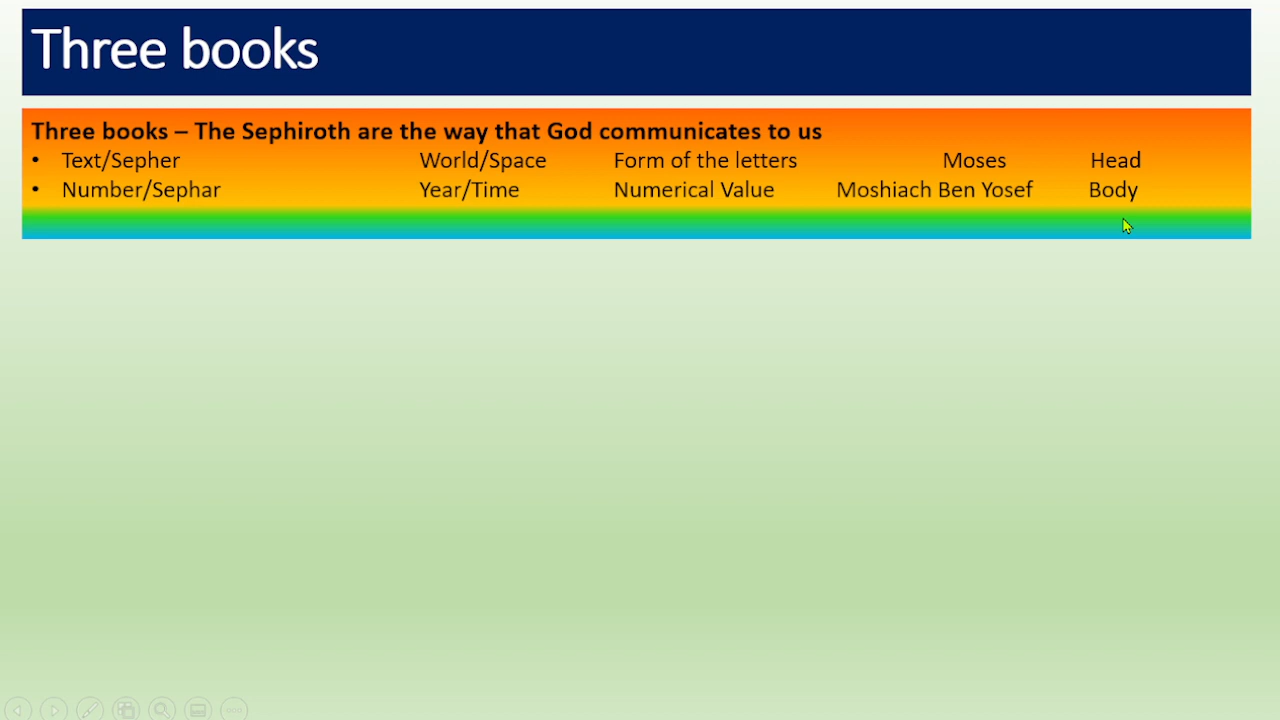 Three books
Three books – The Sephiroth are the way that God communicates to us
• Text/Sepher World/Space Form of the letters Moses Head
• Number/Sephar Year/Time Numerical Value Moshiach Ben Yosef Body